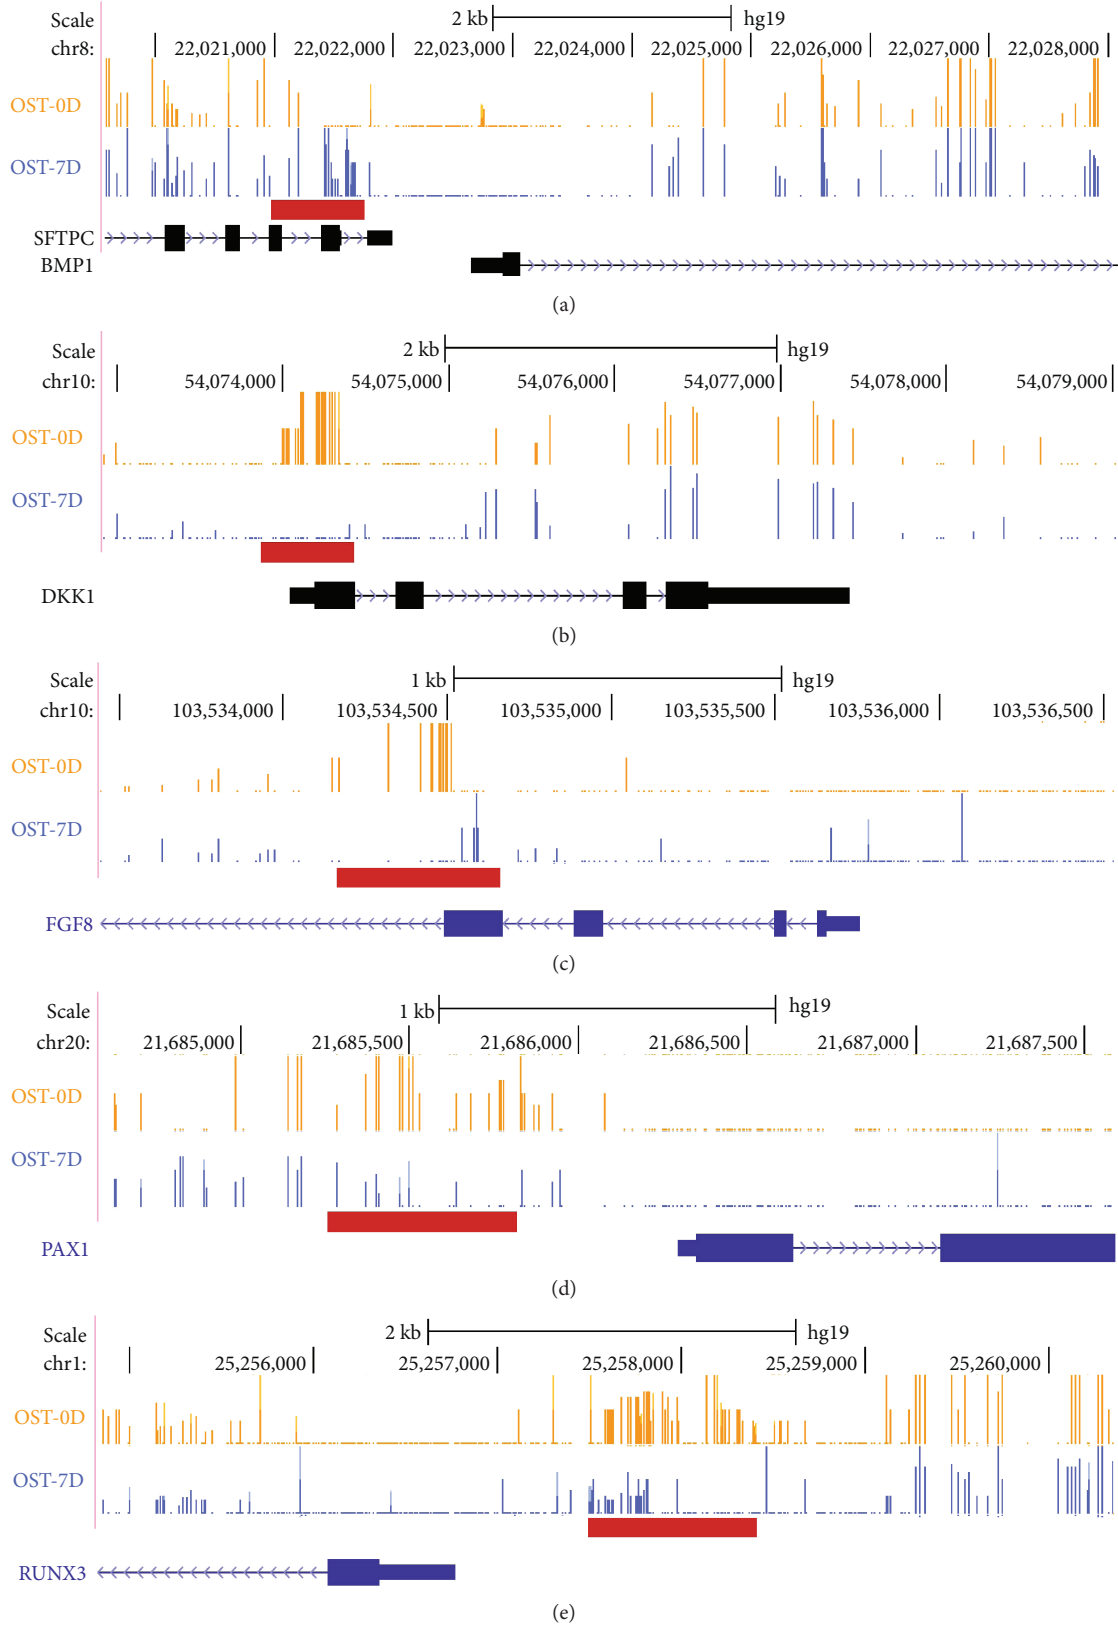 Scale 2 kb hg19
chr8: 22,021,000 22,022,000 22,023,000 22,024,000 22,025,000 22,026,000 22,027,000 22,028,000
OST-0D
OST-7D
SFTPC
BMP1
(a)
Scale 2 kb hg19
chr10: 54,074,000 54,075,000 54,076,000 54,077,000 54,078,000 54,079,000
OST-0D
OST-7D
DKK1
(b)
Scale 1 kb hg19
chr10: 103,534,000 103,534,500 103,535,000 103,535,500 103,536,000 103,536,500
OST-0D
OST-7D
FGF8
(c)
Scale 1 kb hg19
chr20: 21,685,000 21,685,500 21,686,000 21,686,500 21,687,000 21,687,500
OST-0D
OST-7D
PAX1
(d)
Scale 2 kb hg19
chr1: 25,256,000 25,257,000 25,258,000 25,259,000 25,260,000
OST-0D
OST-7D
RUNX3
(e)